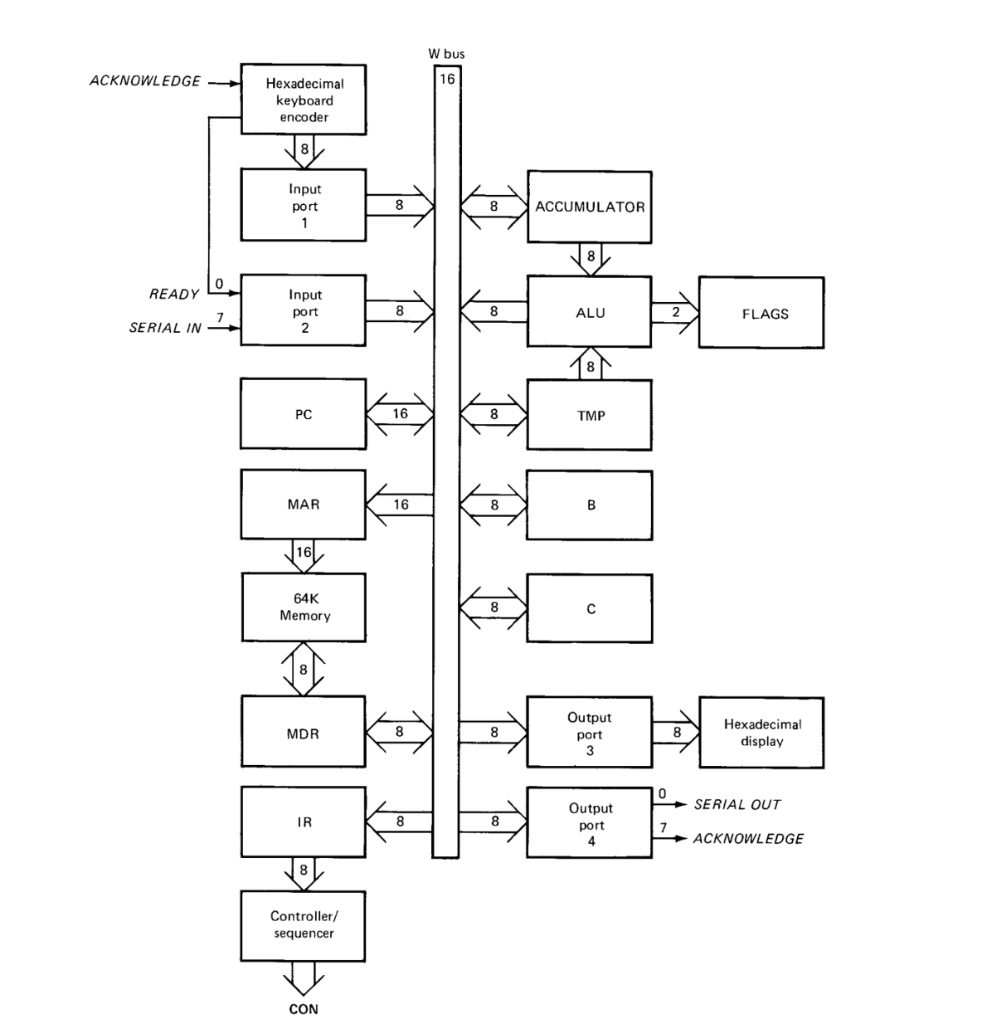 W bus
16
ACKNOWLEDGE
Hexadecimal
keyboard
encoder
8
Input
port
1
8
8
ACCUMULATOR
8
READY
0
SERIAL IN
7
Input
port
2
8
8
ALU
2
FLAGS
8
PC
16
8
TMP
MAR
16
8
B
16
64K
Memory
8
C
8
MDR
8
8
Output
port
3
8
Hexadecimal
display
IR
8
8
Output
port
4
0
SERIAL OUT
7
ACKNOWLEDGE
8
Controller/
sequencer
CON